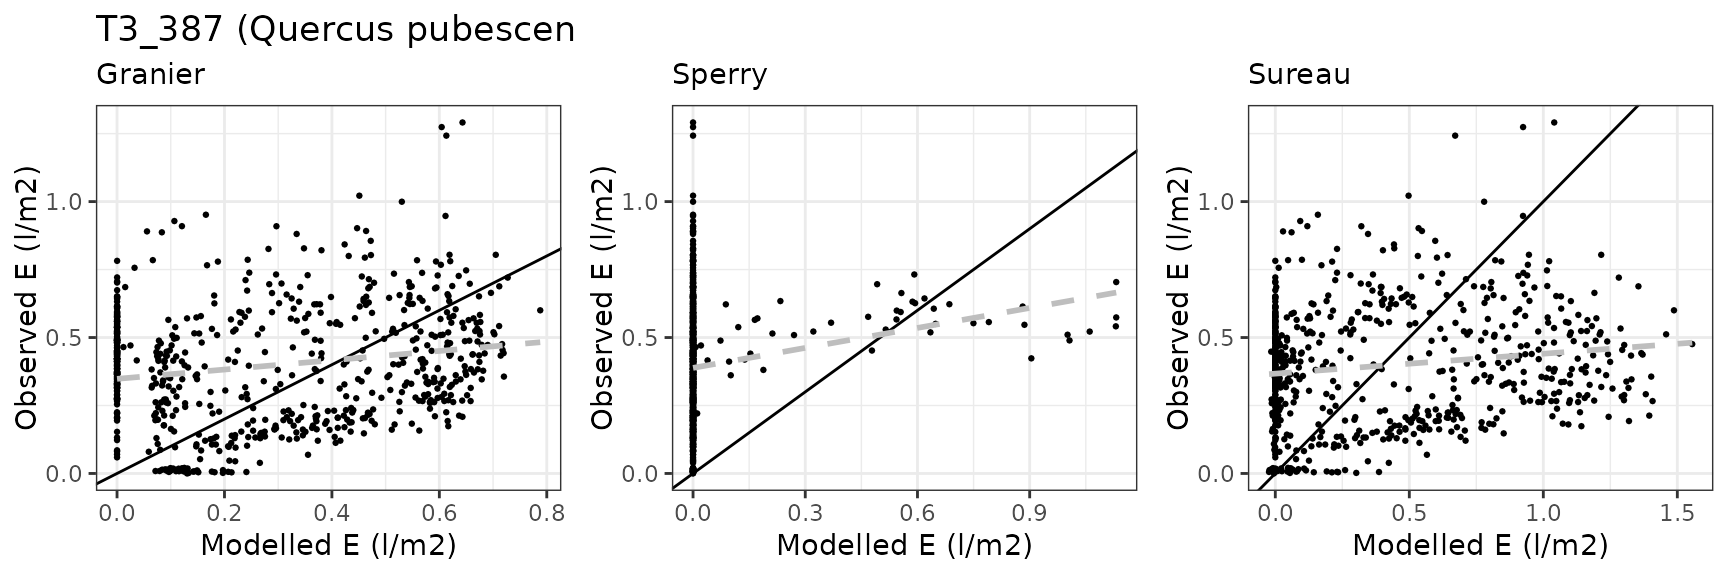 T3_387 (Quercus pubescen
Granier
Observed E (l/m2)
1.0
0.5
0.0
0.0 0.2 0.4 0.6 0.8
Modelled E (l/m2)
Sperry
Observed E (l/m2)
1.0
0.5
0.0
0.0 0.3 0.6 0.9
Modelled E (l/m2)
Sureau
Observed E (l/m2)
1.0
0.5
0.0
0.0 0.5 1.0 1.5
Modelled E (l/m2)